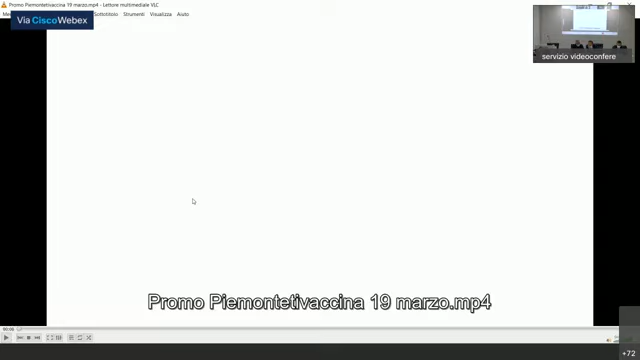 Promo Piemontetivaccina 19 marzo.mp4 - Lettore multimediale VLC
Via CiscoWebex
Sottotitolo Strumenti Visualizza Aiuto
servizio videoconfere
Promo Piemontetivaccina 19 marzo.mp4
+72